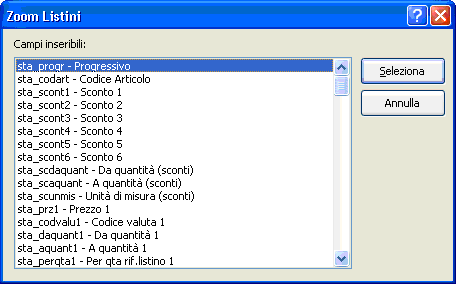 Zoom Listini
Campi inseribili:
sta_progr - Progressivo
sta_codart - Codice Articolo
sta_scont1 - Sconto 1
sta_scont2 - Sconto 2
sta_scont3 - Sconto 3
sta_scont4 - Sconto 4
sta_scont5 - Sconto 5
sta_scont6 - Sconto 6
sta_scdaquant - Da quantità (sconti)
sta_scaquant - A quantità (sconti)
sta_scunmis - Unità di misura (sconti)
sta_prz1 - Prezzo 1
sta_codvalu1 - Codice valuta 1
sta_daquant1 - Da quantità 1
sta_aquant1 - A quantità 1
sta_perqta1 - Per qta rif.listino 1
Seleziona
Annulla